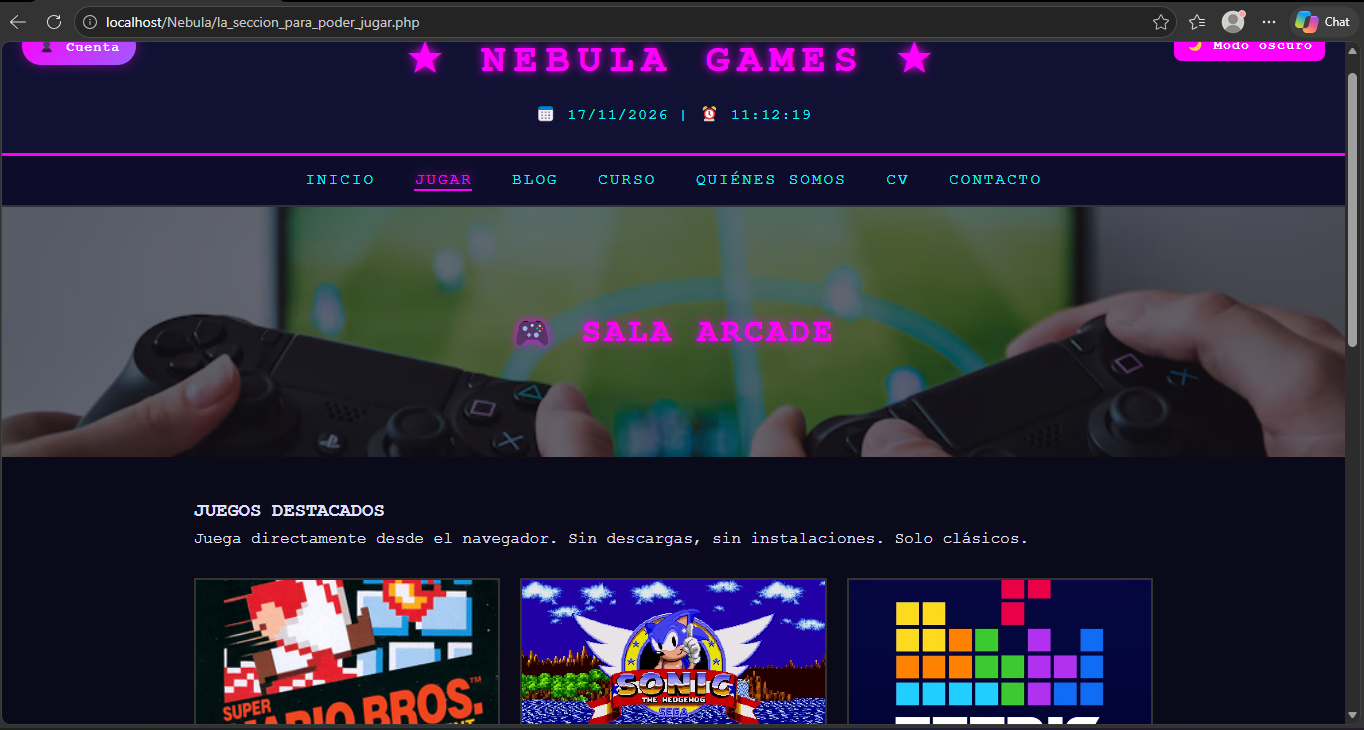 localhost/Nebula/la_seccion_para_poder_jugar.php
Chat
Cuenta
★ NEBULA GAMES ★
Modo oscuro
17/11/2026 | 11:12:19
INICIO JUGAR BLOG CURSO QUIÉNES SOMOS CV CONTACTO
SALA ARCADE
JUEGOS DESTACADOS
Juega directamente desde el navegador. Sin descargas, sin instalaciones. Solo clásicos.
SUPER
MARIO BROS.™
SONIC
THE HEDGEHOG
SEGA
TETRIS